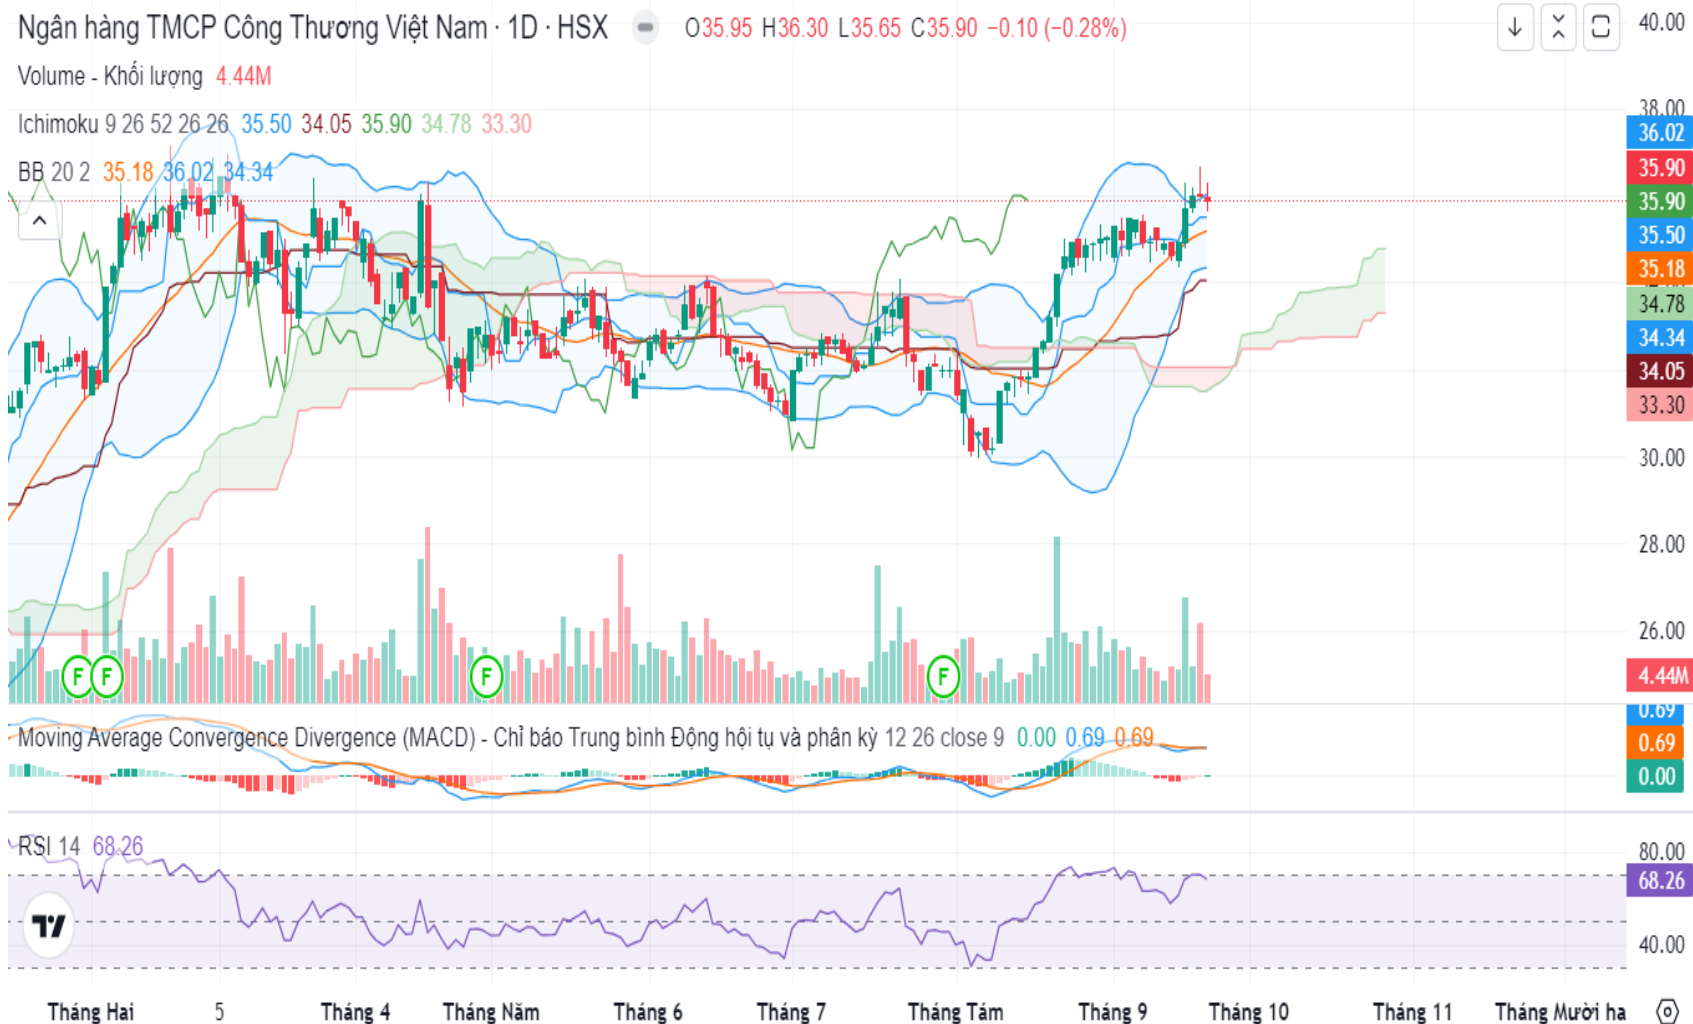 Ngân hàng TMCP Công Thương Việt Nam · 1D · HSX O35.95 H36.30 L35.65 C35.90 −0.10 (−0.28%)
Volume - Khối lượng 4.44M
Ichimoku 9 26 52 26 26 35.50 34.05 35.90 34.78 33.30
BB 20 2 35.18 36.02 34.34
40.00
38.00
36.02
35.90
35.90
35.50
35.18
34.78
34.34
34.05
33.30
30.00
28.00
26.00
F F F F
4.44M
Moving Average Convergence Divergence (MACD) - Chỉ báo Trung bình Động hội tụ và phân kỳ 12 26 close 9 0.00 0.69 0.69
0.69
0.69
0.00
RSI 14 68.26
80.00
68.26
40.00
Tháng Hai 5 Tháng 4 Tháng Năm Tháng 6 Tháng 7 Tháng Tám Tháng 9 Tháng 10 Tháng 11 Tháng Mười ha